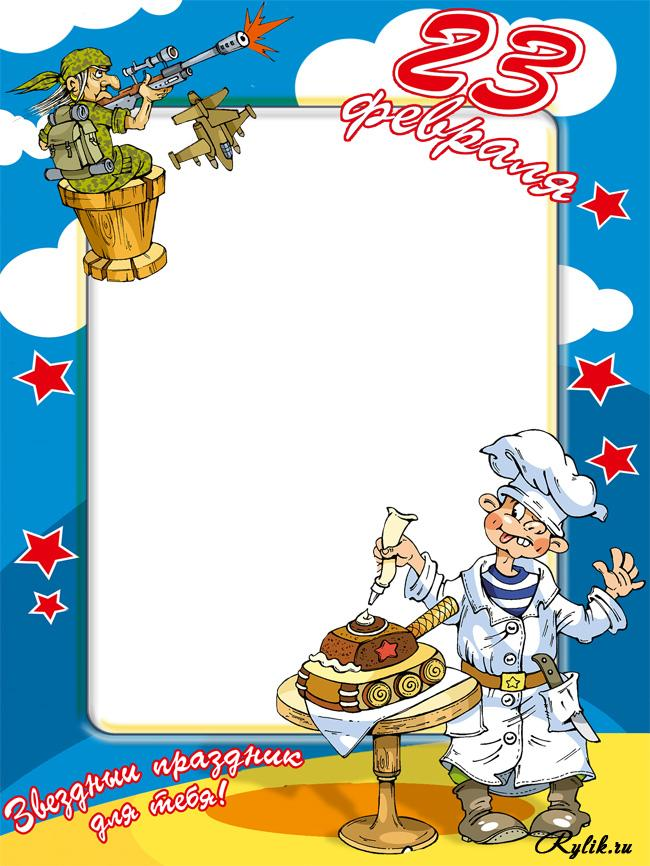 23
февраля
Звездный праздник
для тебя!
Rylik.ru